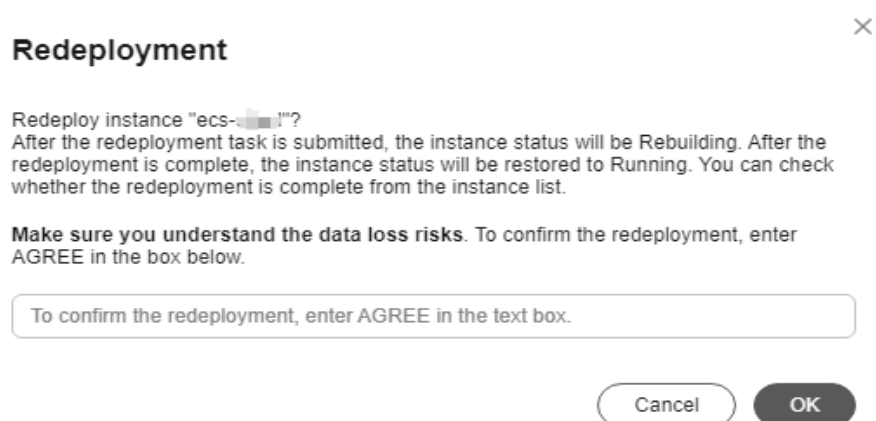 Redeployment
Redeploy instance "ecs-"?
After the redeployment task is submitted, the instance status will be Rebuilding. After the
redeployment is complete, the instance status will be restored to Running. You can check
whether the redeployment is complete from the instance list.
Make sure you understand the data loss risks. To confirm the redeployment, enter
AGREE in the box below.
To confirm the redeployment, enter AGREE in the text box.
Cancel
OK